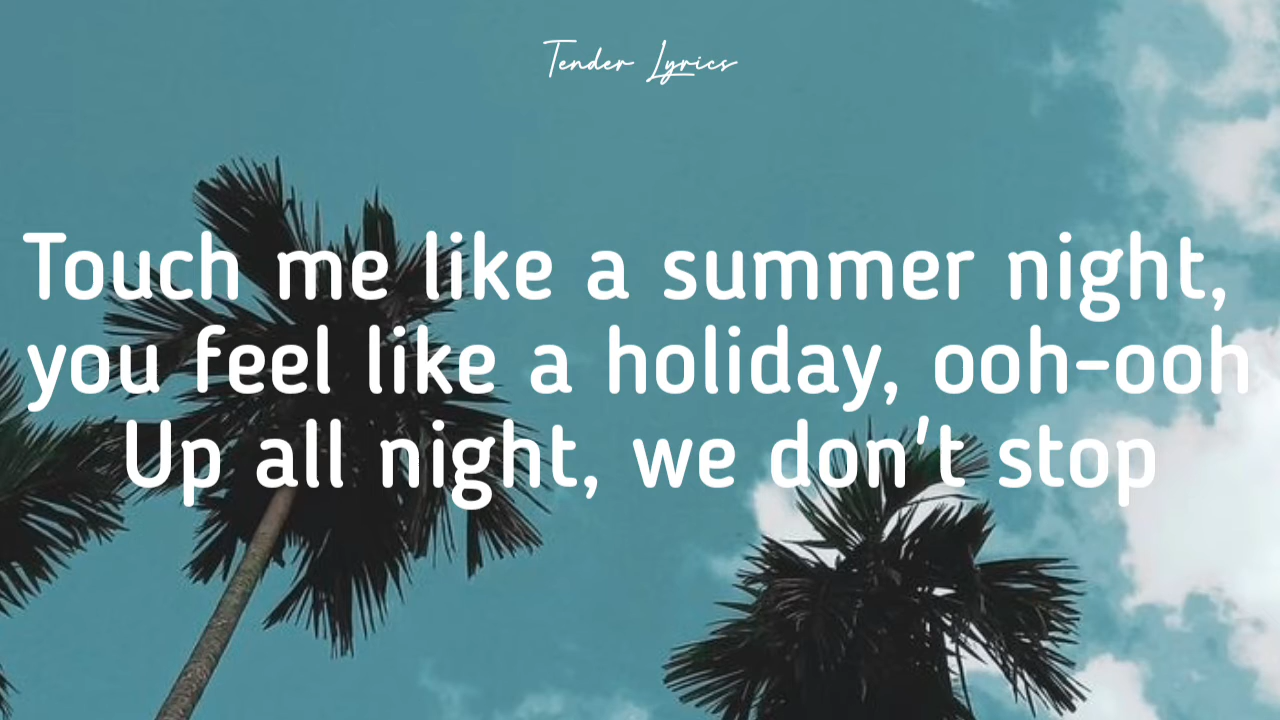 Tender Lyrics
Touch me like a summer night,
you feel like a holiday, ooh-ooh
Up all night, we don't stop